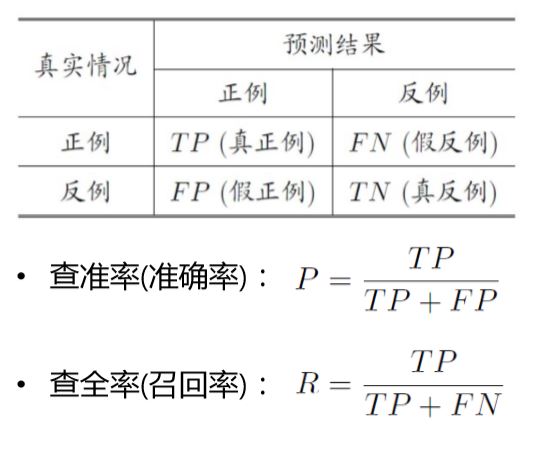 真实情况 预测结果
正例 反例
正例 TP (真正例) FN (假反例)
反例 FP (假正例) TN (真反例)
• 查准率(准确率)： P = TP / (TP + FP)
• 查全率(召回率)： R = TP / (TP + FN)